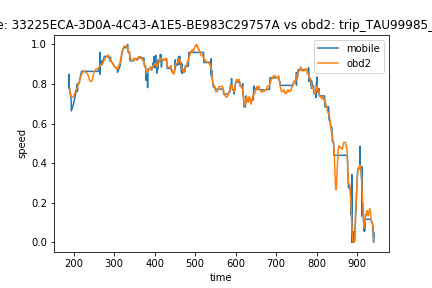 e: 33225ECA-3D0A-4C43-A1E5-BE983C29757A vs obd2: trip_TAU99985_
1.0
0.8
0.6
0.4
0.2
0.0
speed
mobile
obd2
200 300 400 500 600 700 800 900
time